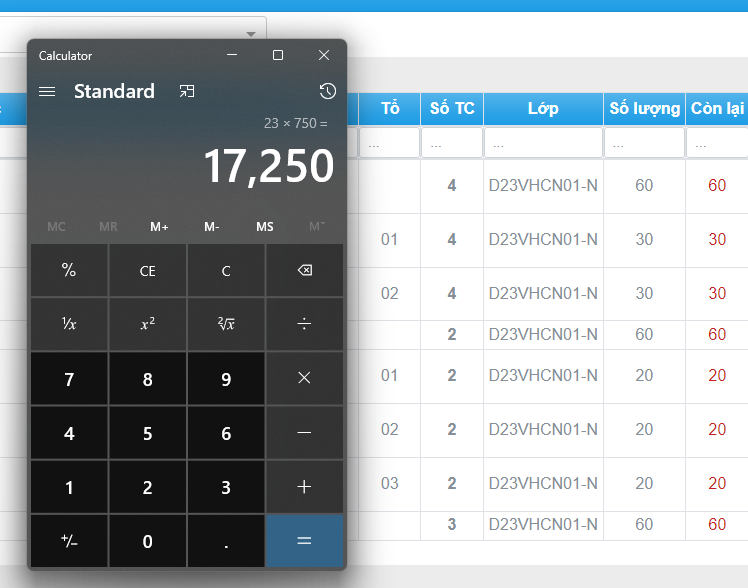 Calculator
Standard
23 × 750 =
17,250
MC MR M+ M- MS Mˇ
% CE C
¹/x x² ²√x ÷
7 8 9 ×
4 5 6 −
1 2 3 +
+/− 0 . =
Tổ Số TC Lớp Số lượng Còn lại
... ... ... ... ...
4 D23VHCN01-N 60 60
01 4 D23VHCN01-N 30 30
02 4 D23VHCN01-N 30 30
2 D23VHCN01-N 60 60
01 2 D23VHCN01-N 20 20
02 2 D23VHCN01-N 20 20
03 2 D23VHCN01-N 20 20
3 D23VHCN01-N 60 60